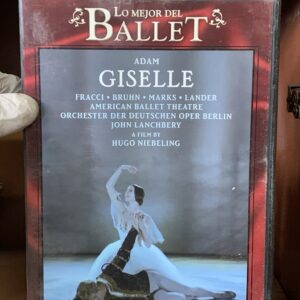 LO MEJOR DEL
BALLET
ADAM
GISELLE
FRACCI • BRUHN • MARKS • LANDER
AMERICAN BALLET THEATRE
ORCHESTER DER DEUTSCHEN OPER BERLIN
JOHN LANCHBERY
A FILM BY
HUGO NIEBELING